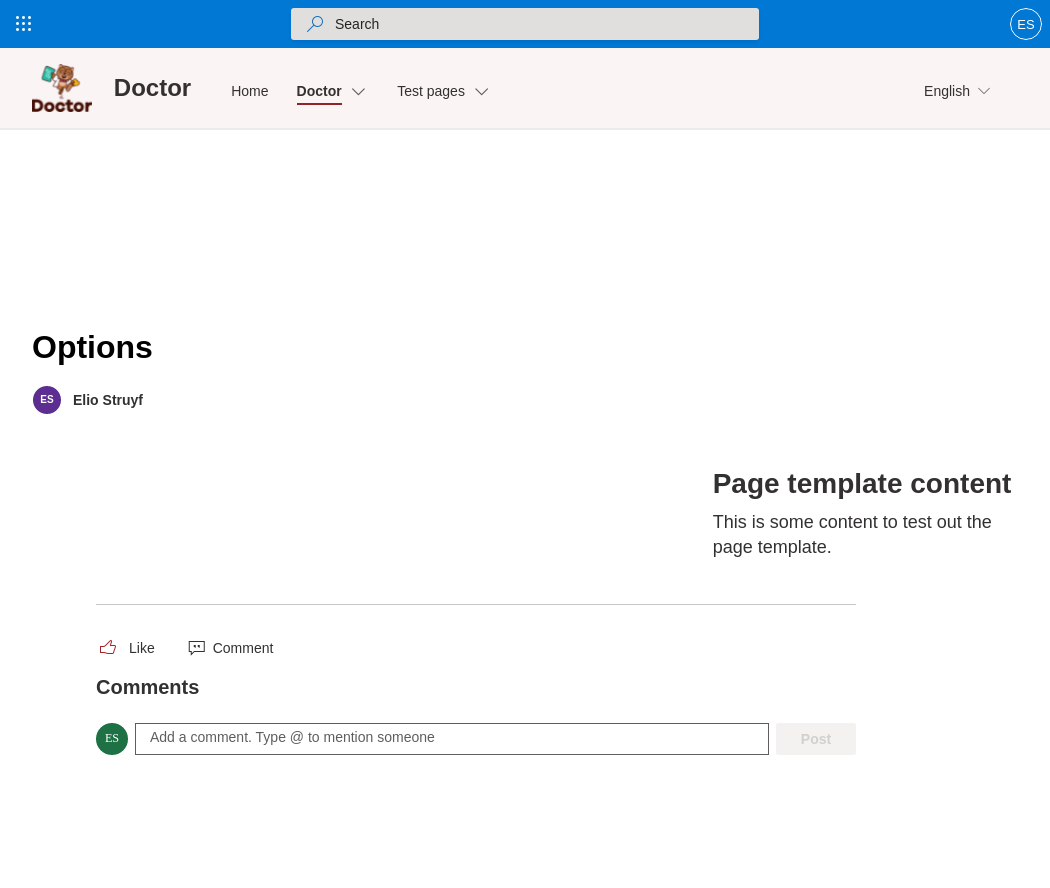 Search
ES
Doctor
Doctor
Home
Doctor
Test pages
English
Options
ES
Elio Struyf
Page template content
This is some content to test out the
page template.
Like
Comment
Comments
ES
Add a comment. Type @ to mention someone
Post